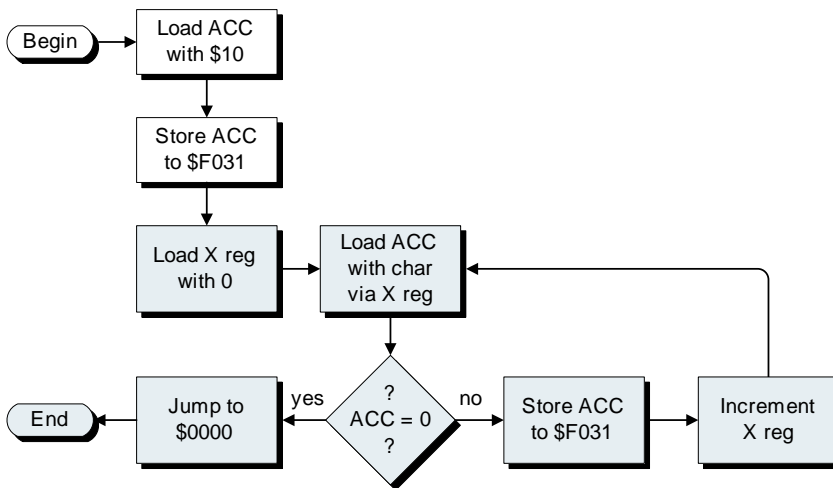 Begin
Load ACC
with $10
Store ACC
to $F031
Load X reg
with 0
Load ACC
with char
via X reg
?
ACC = 0
?
yes
no
Jump to
$0000
End
Store ACC
to $F031
Increment
X reg